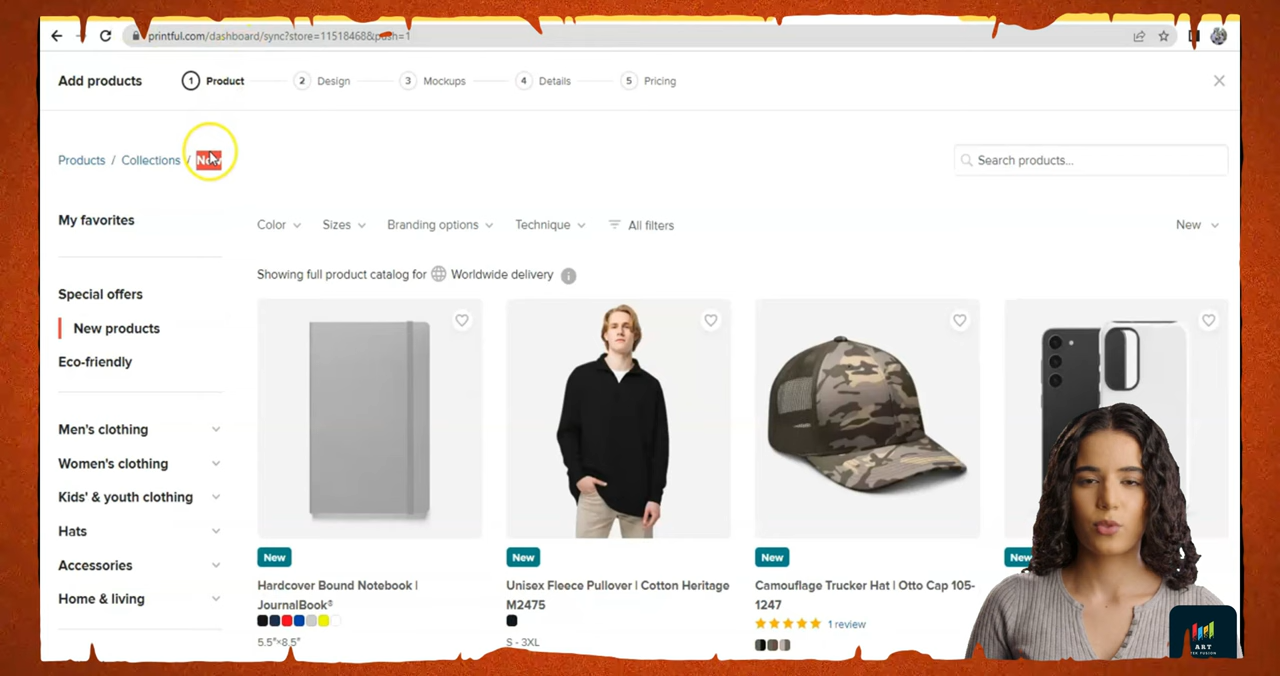 printful.com/dashboard/sync?store=11518468&push=1
Add products
1 Product
2 Design
3 Mockups
4 Details
5 Pricing
Products / Collections / New
Search products...
My favorites
Color
Sizes
Branding options
Technique
All filters
New
Showing full product catalog for Worldwide delivery
Special offers
New products
Eco-friendly
Men's clothing
Women's clothing
Kids' & youth clothing
Hats
Accessories
Home & living
New
Hardcover Bound Notebook |
JournalBook®
5.5"×8.5"
New
Unisex Fleece Pullover | Cotton Heritage
M2475
S - 3XL
New
Camouflage Trucker Hat | Otto Cap 105-
1247
1 review
New
ART